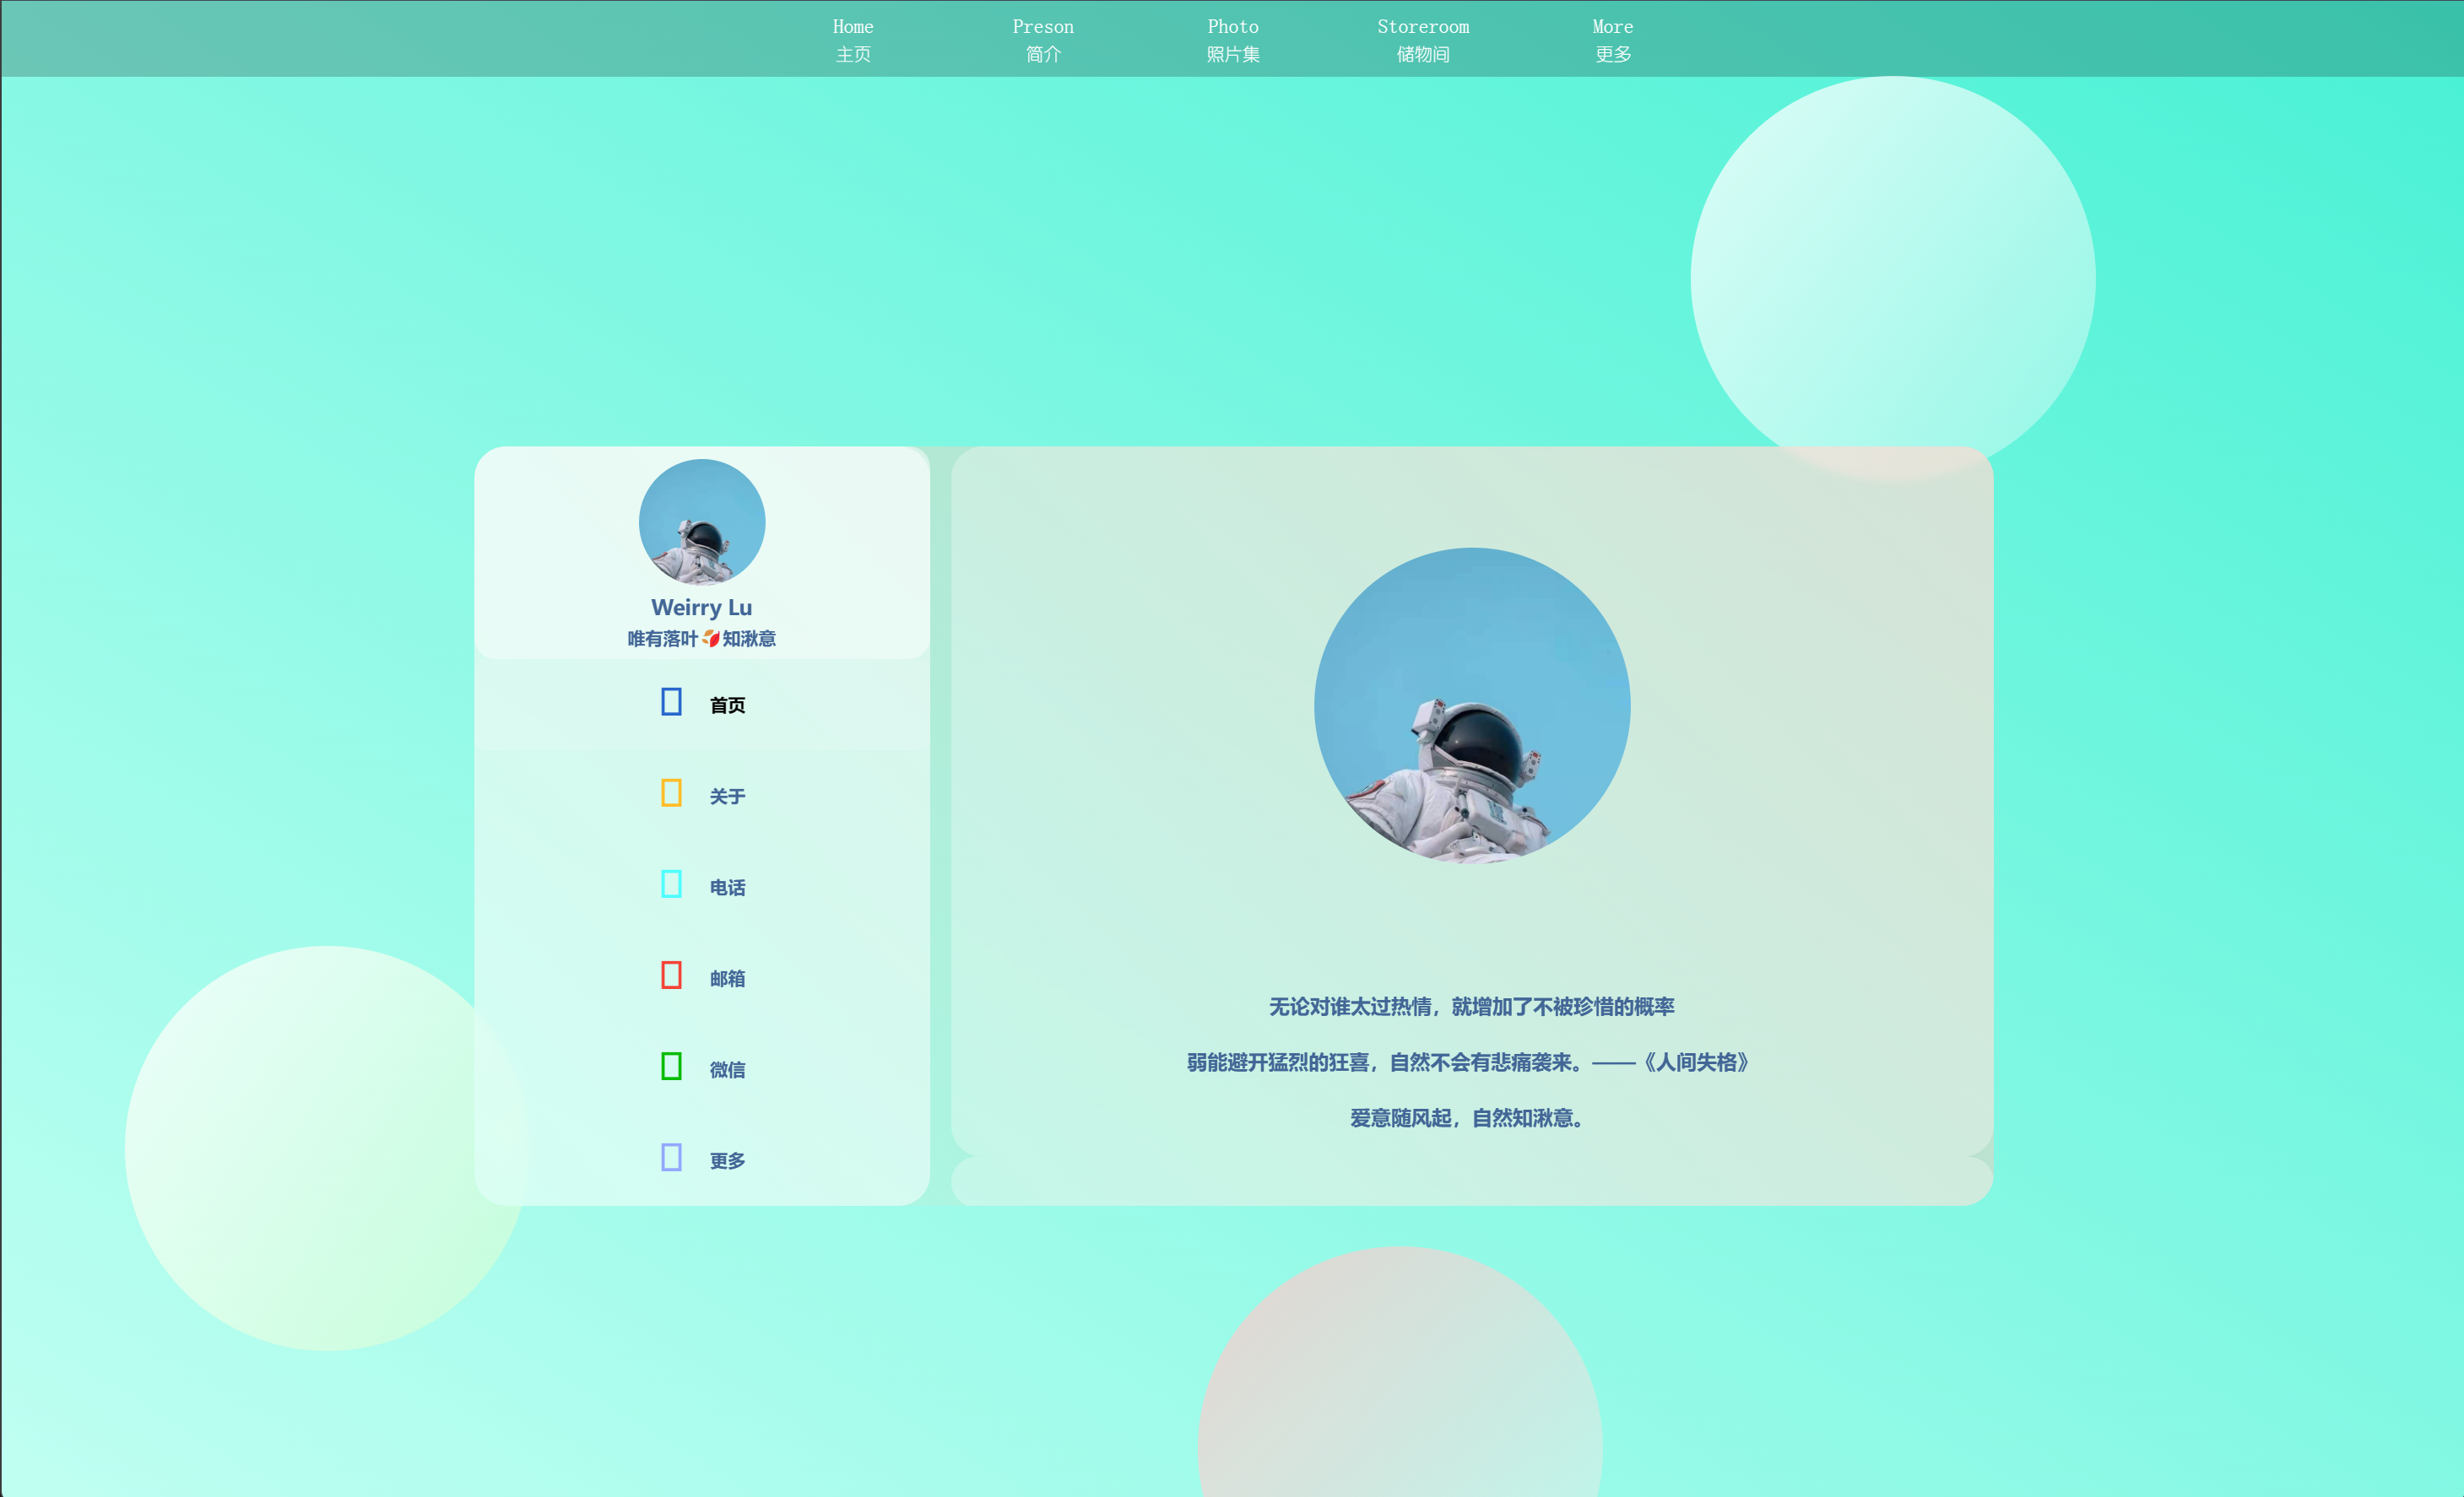 Home
主页
Preson
简介
Photo
照片集
Storeroom
储物间
More
更多
Weirry Lu
唯有落叶🍂知湫意
首页
关于
电话
邮箱
微信
更多
无论对谁太过热情，就增加了不被珍惜的概率
弱能避开猛烈的狂喜，自然不会有悲痛袭来。——《人间失格》
爱意随风起，自然知湫意。